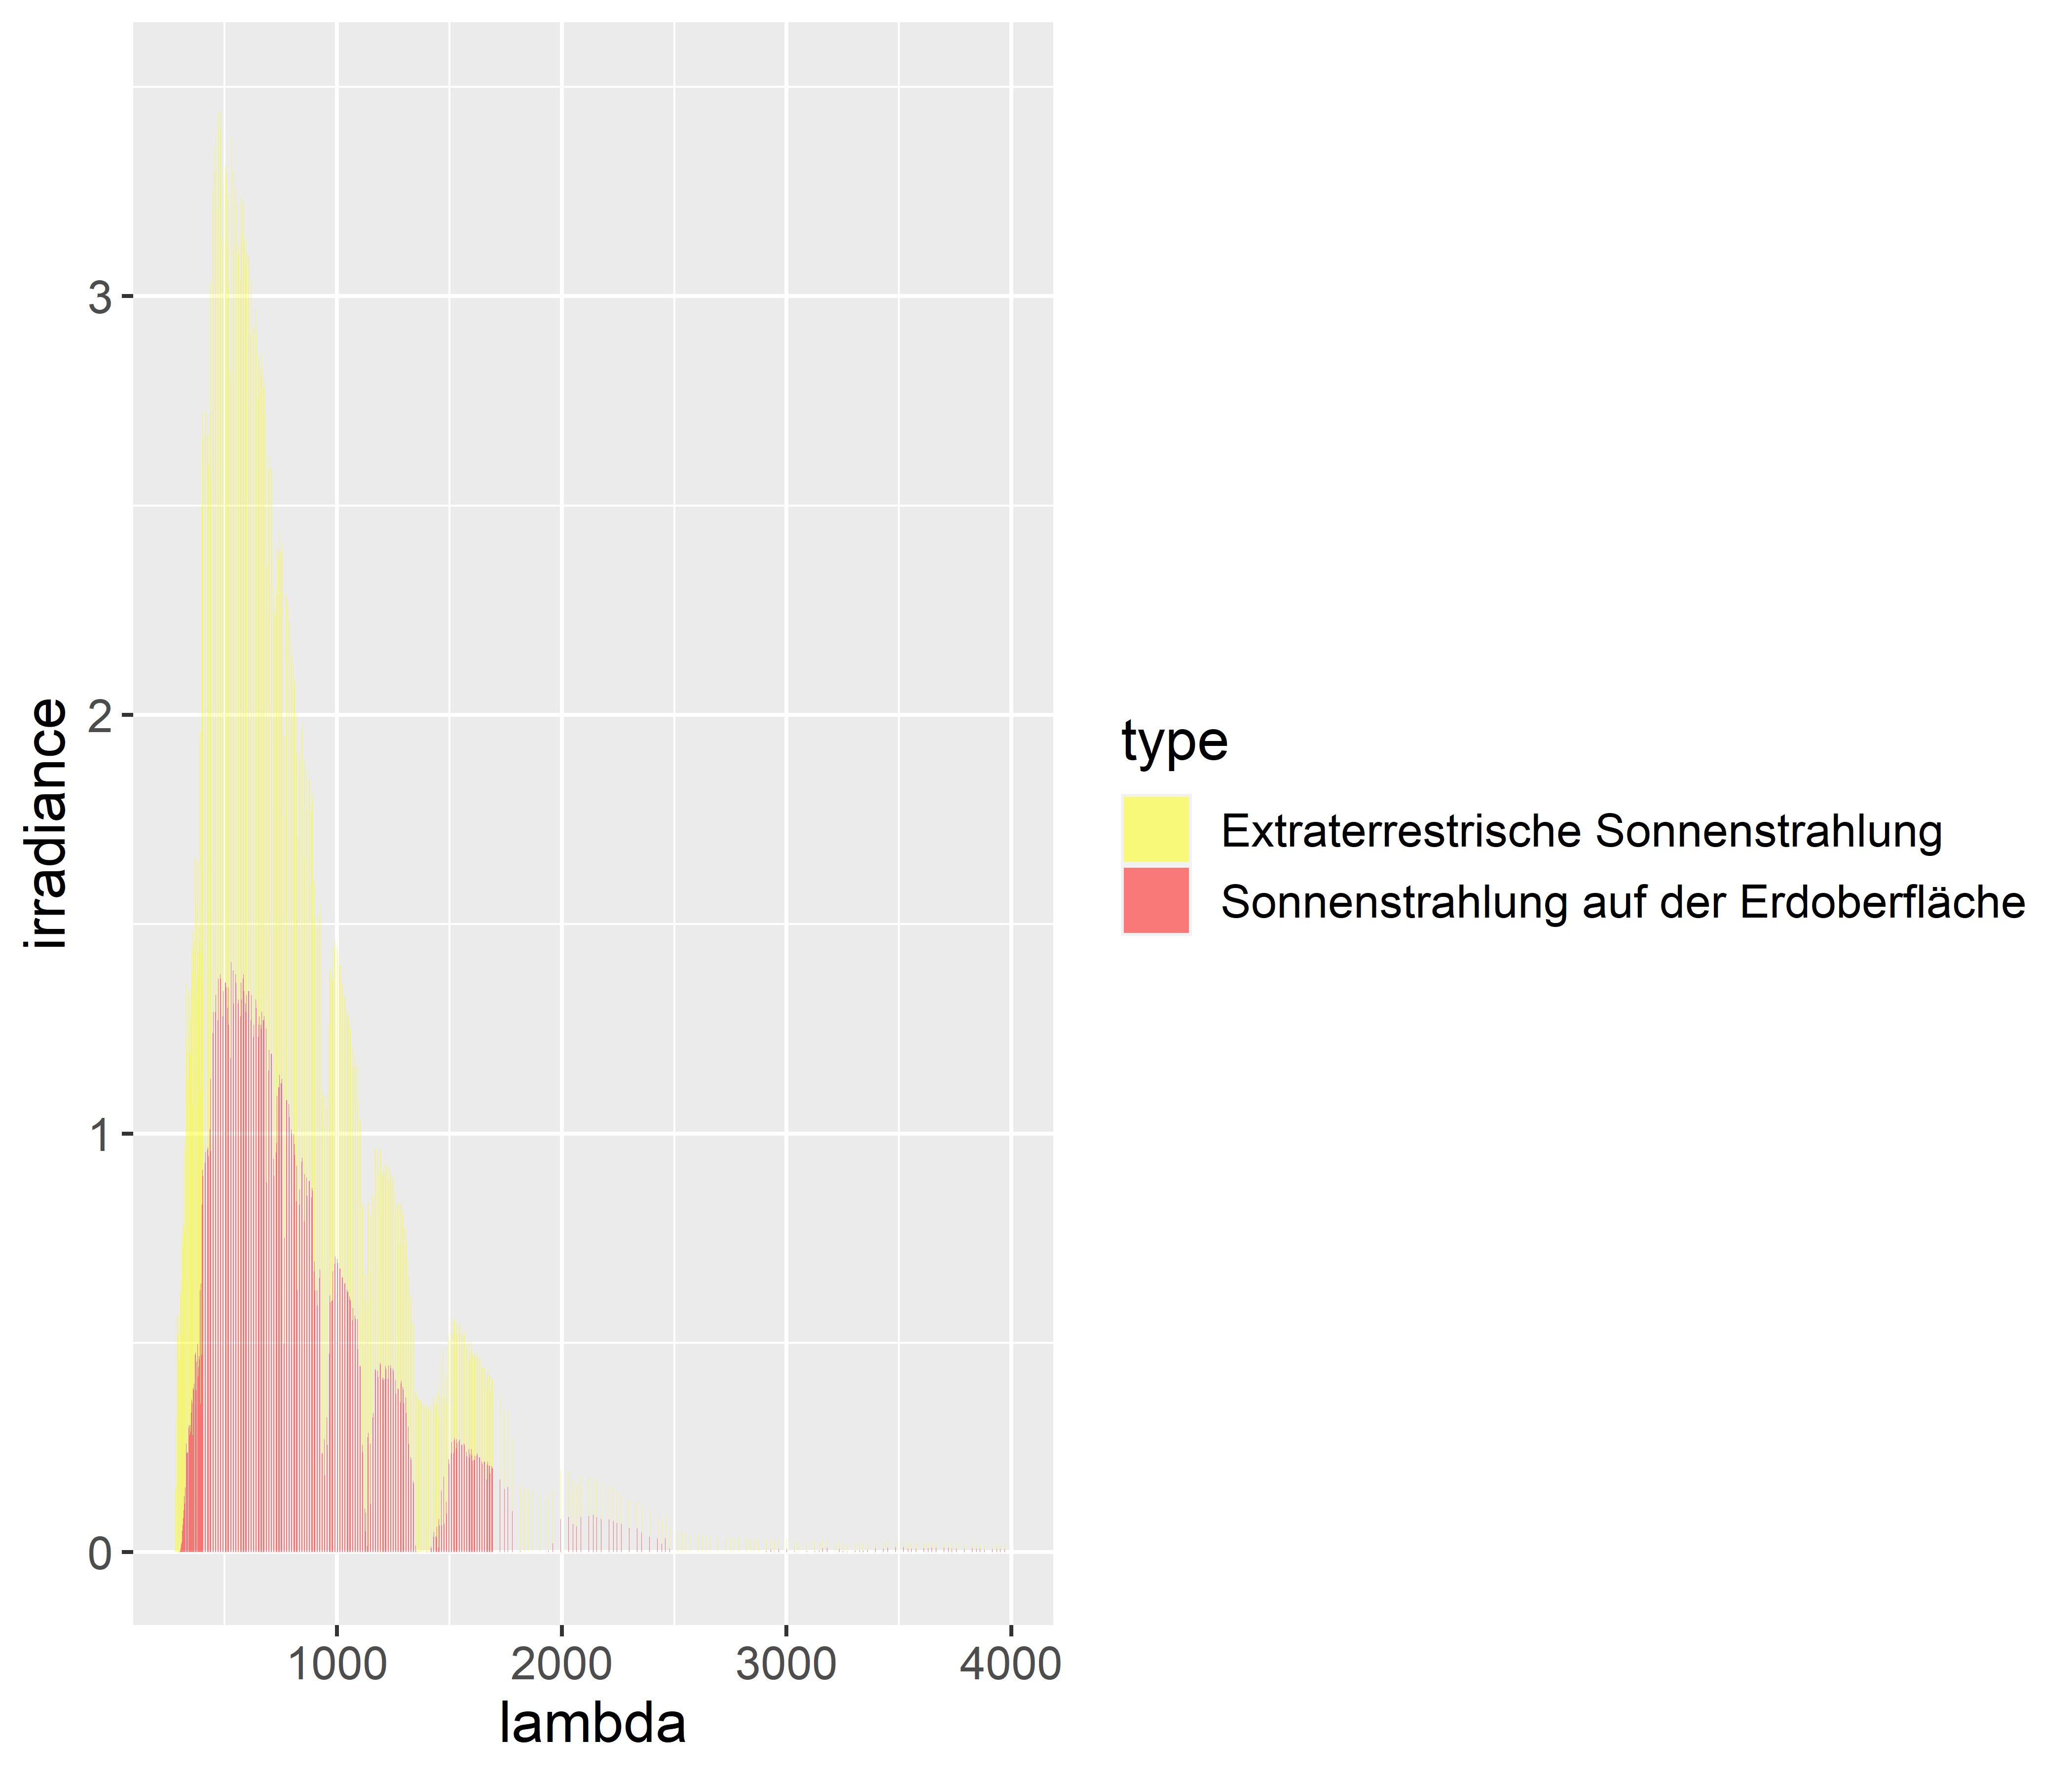 3
2
1
0
irradiance
1000 2000 3000 4000
lambda
type
Extraterrestrische Sonnenstrahlung
Sonnenstrahlung auf der Erdoberfläche